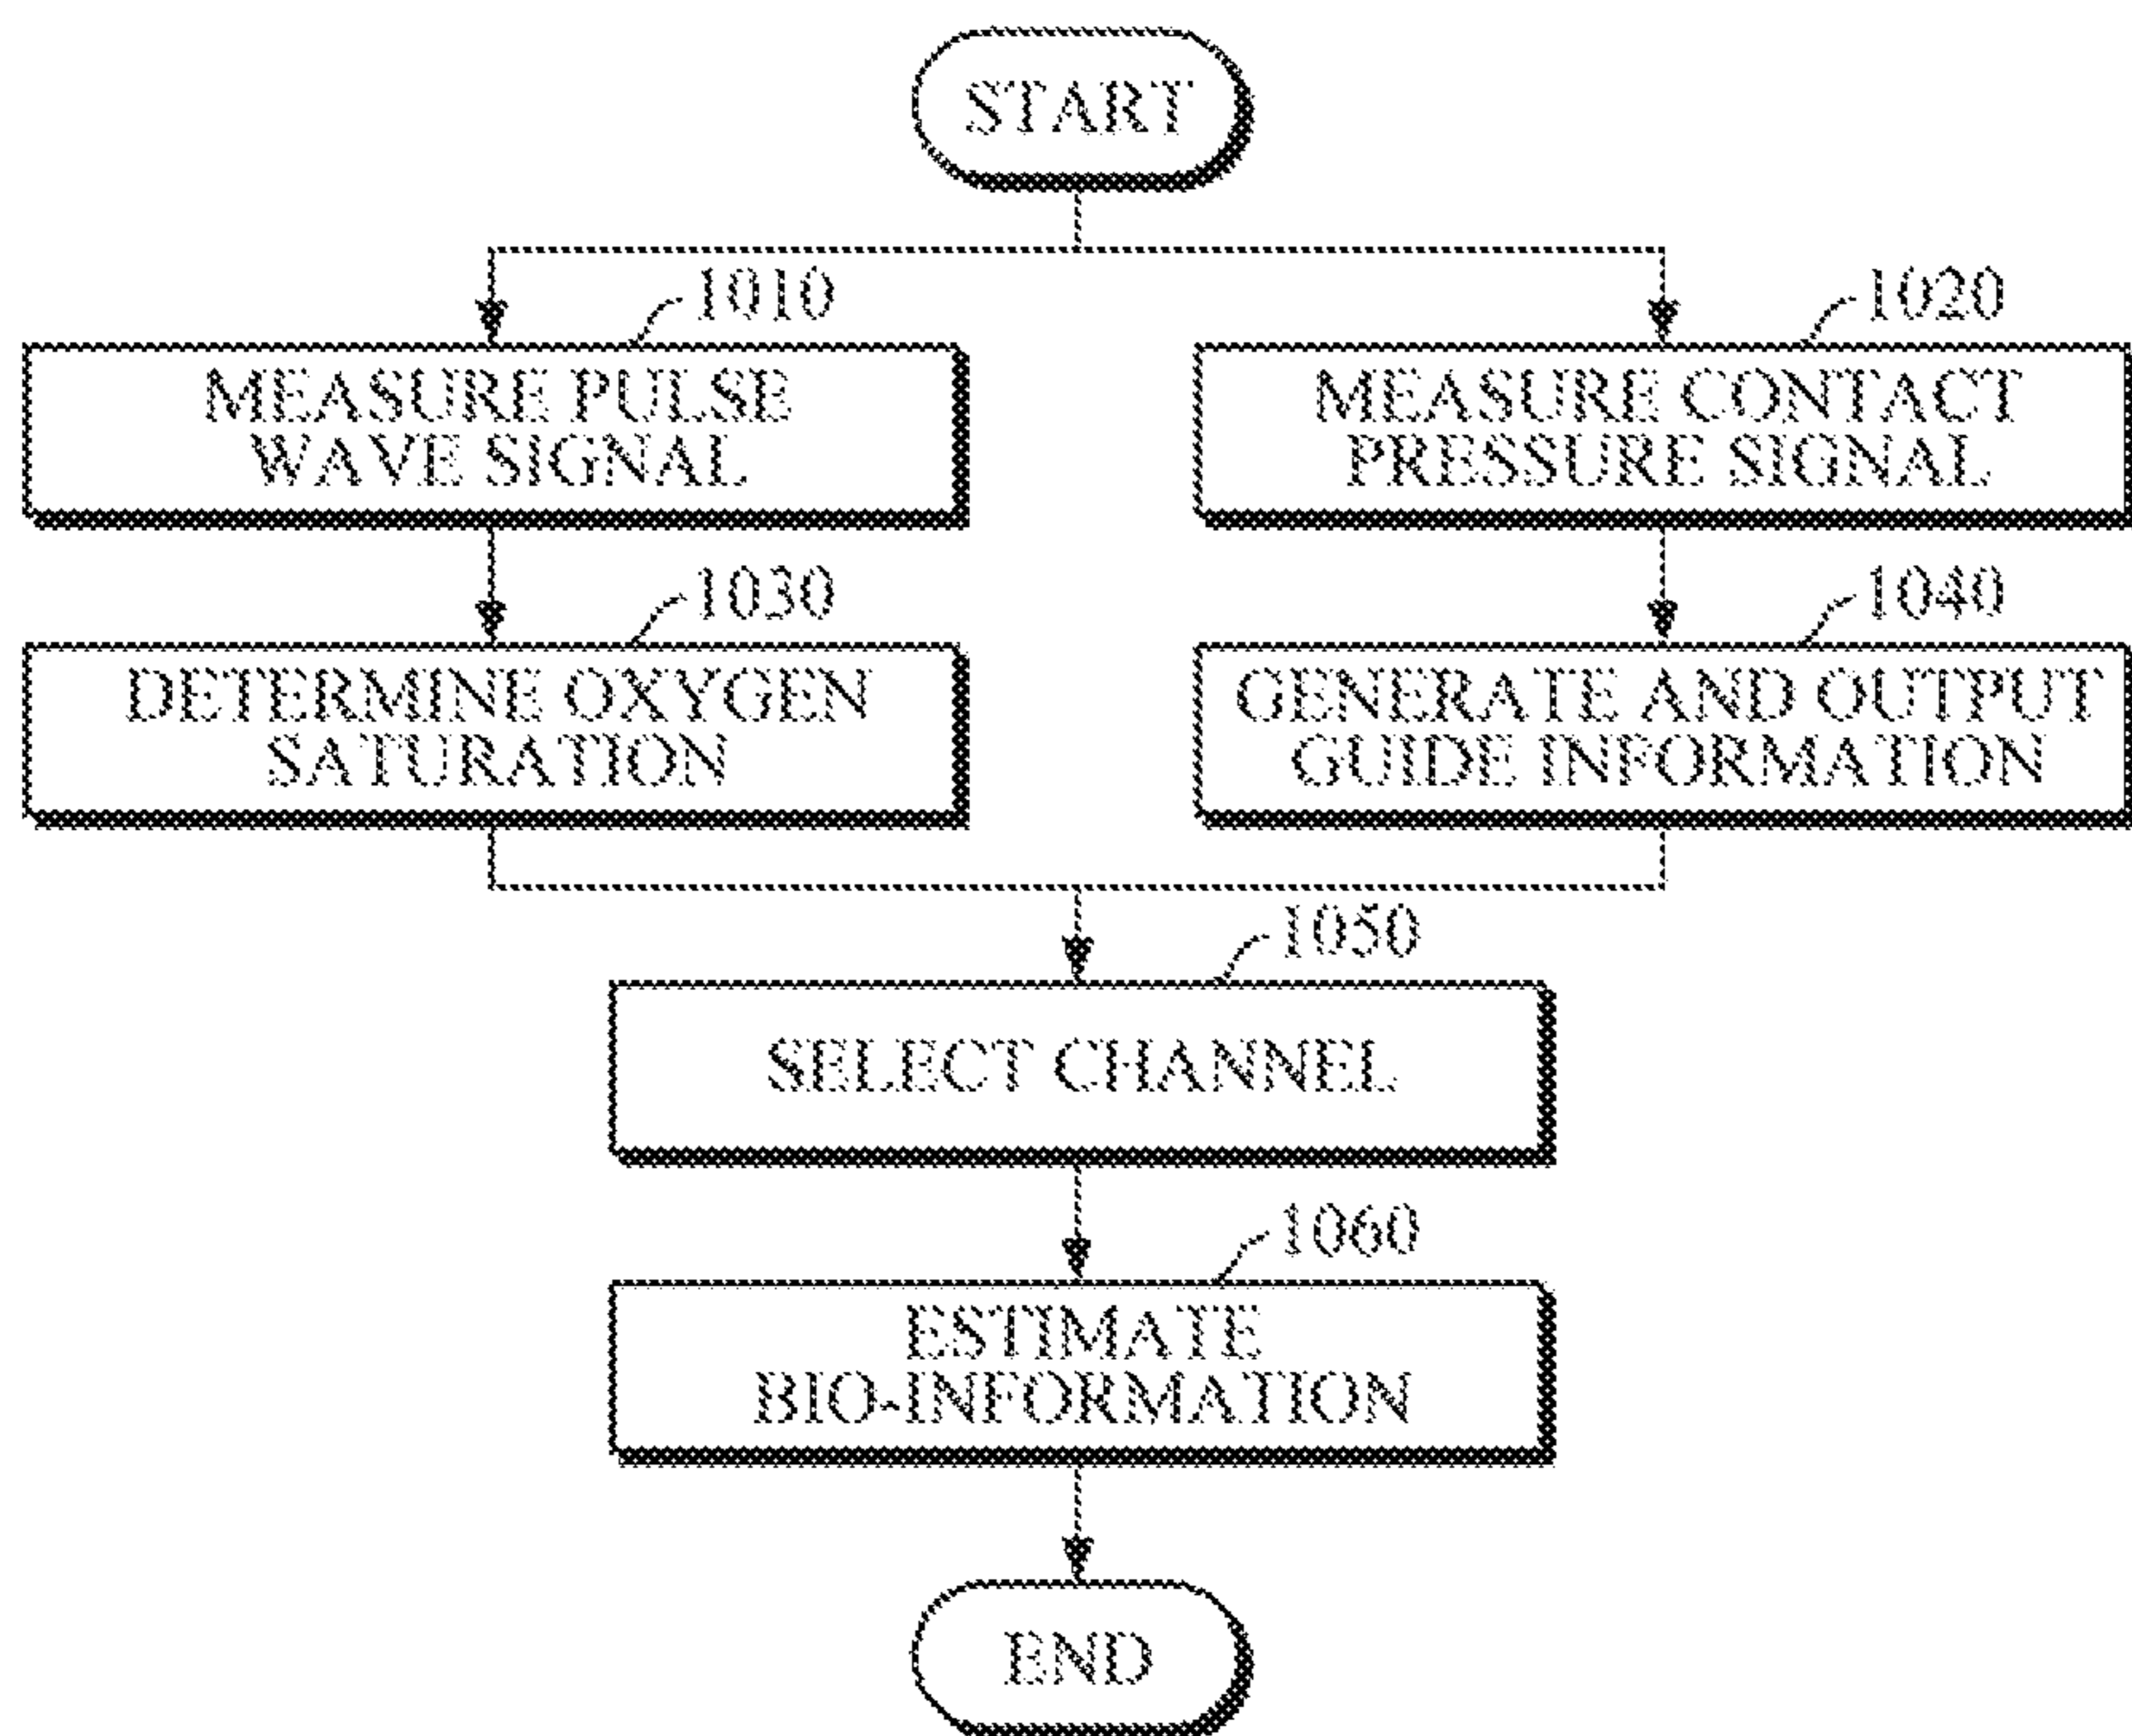 START
1010
MEASURE PULSE
WAVE SIGNAL
1020
MEASURE CONTACT
PRESSURE SIGNAL
1030
DETERMINE OXYGEN
SATURATION
1040
GENERATE AND OUTPUT
GUIDE INFORMATION
1050
SELECT CHANNEL
1060
ESTIMATE
BIO-INFORMATION
END